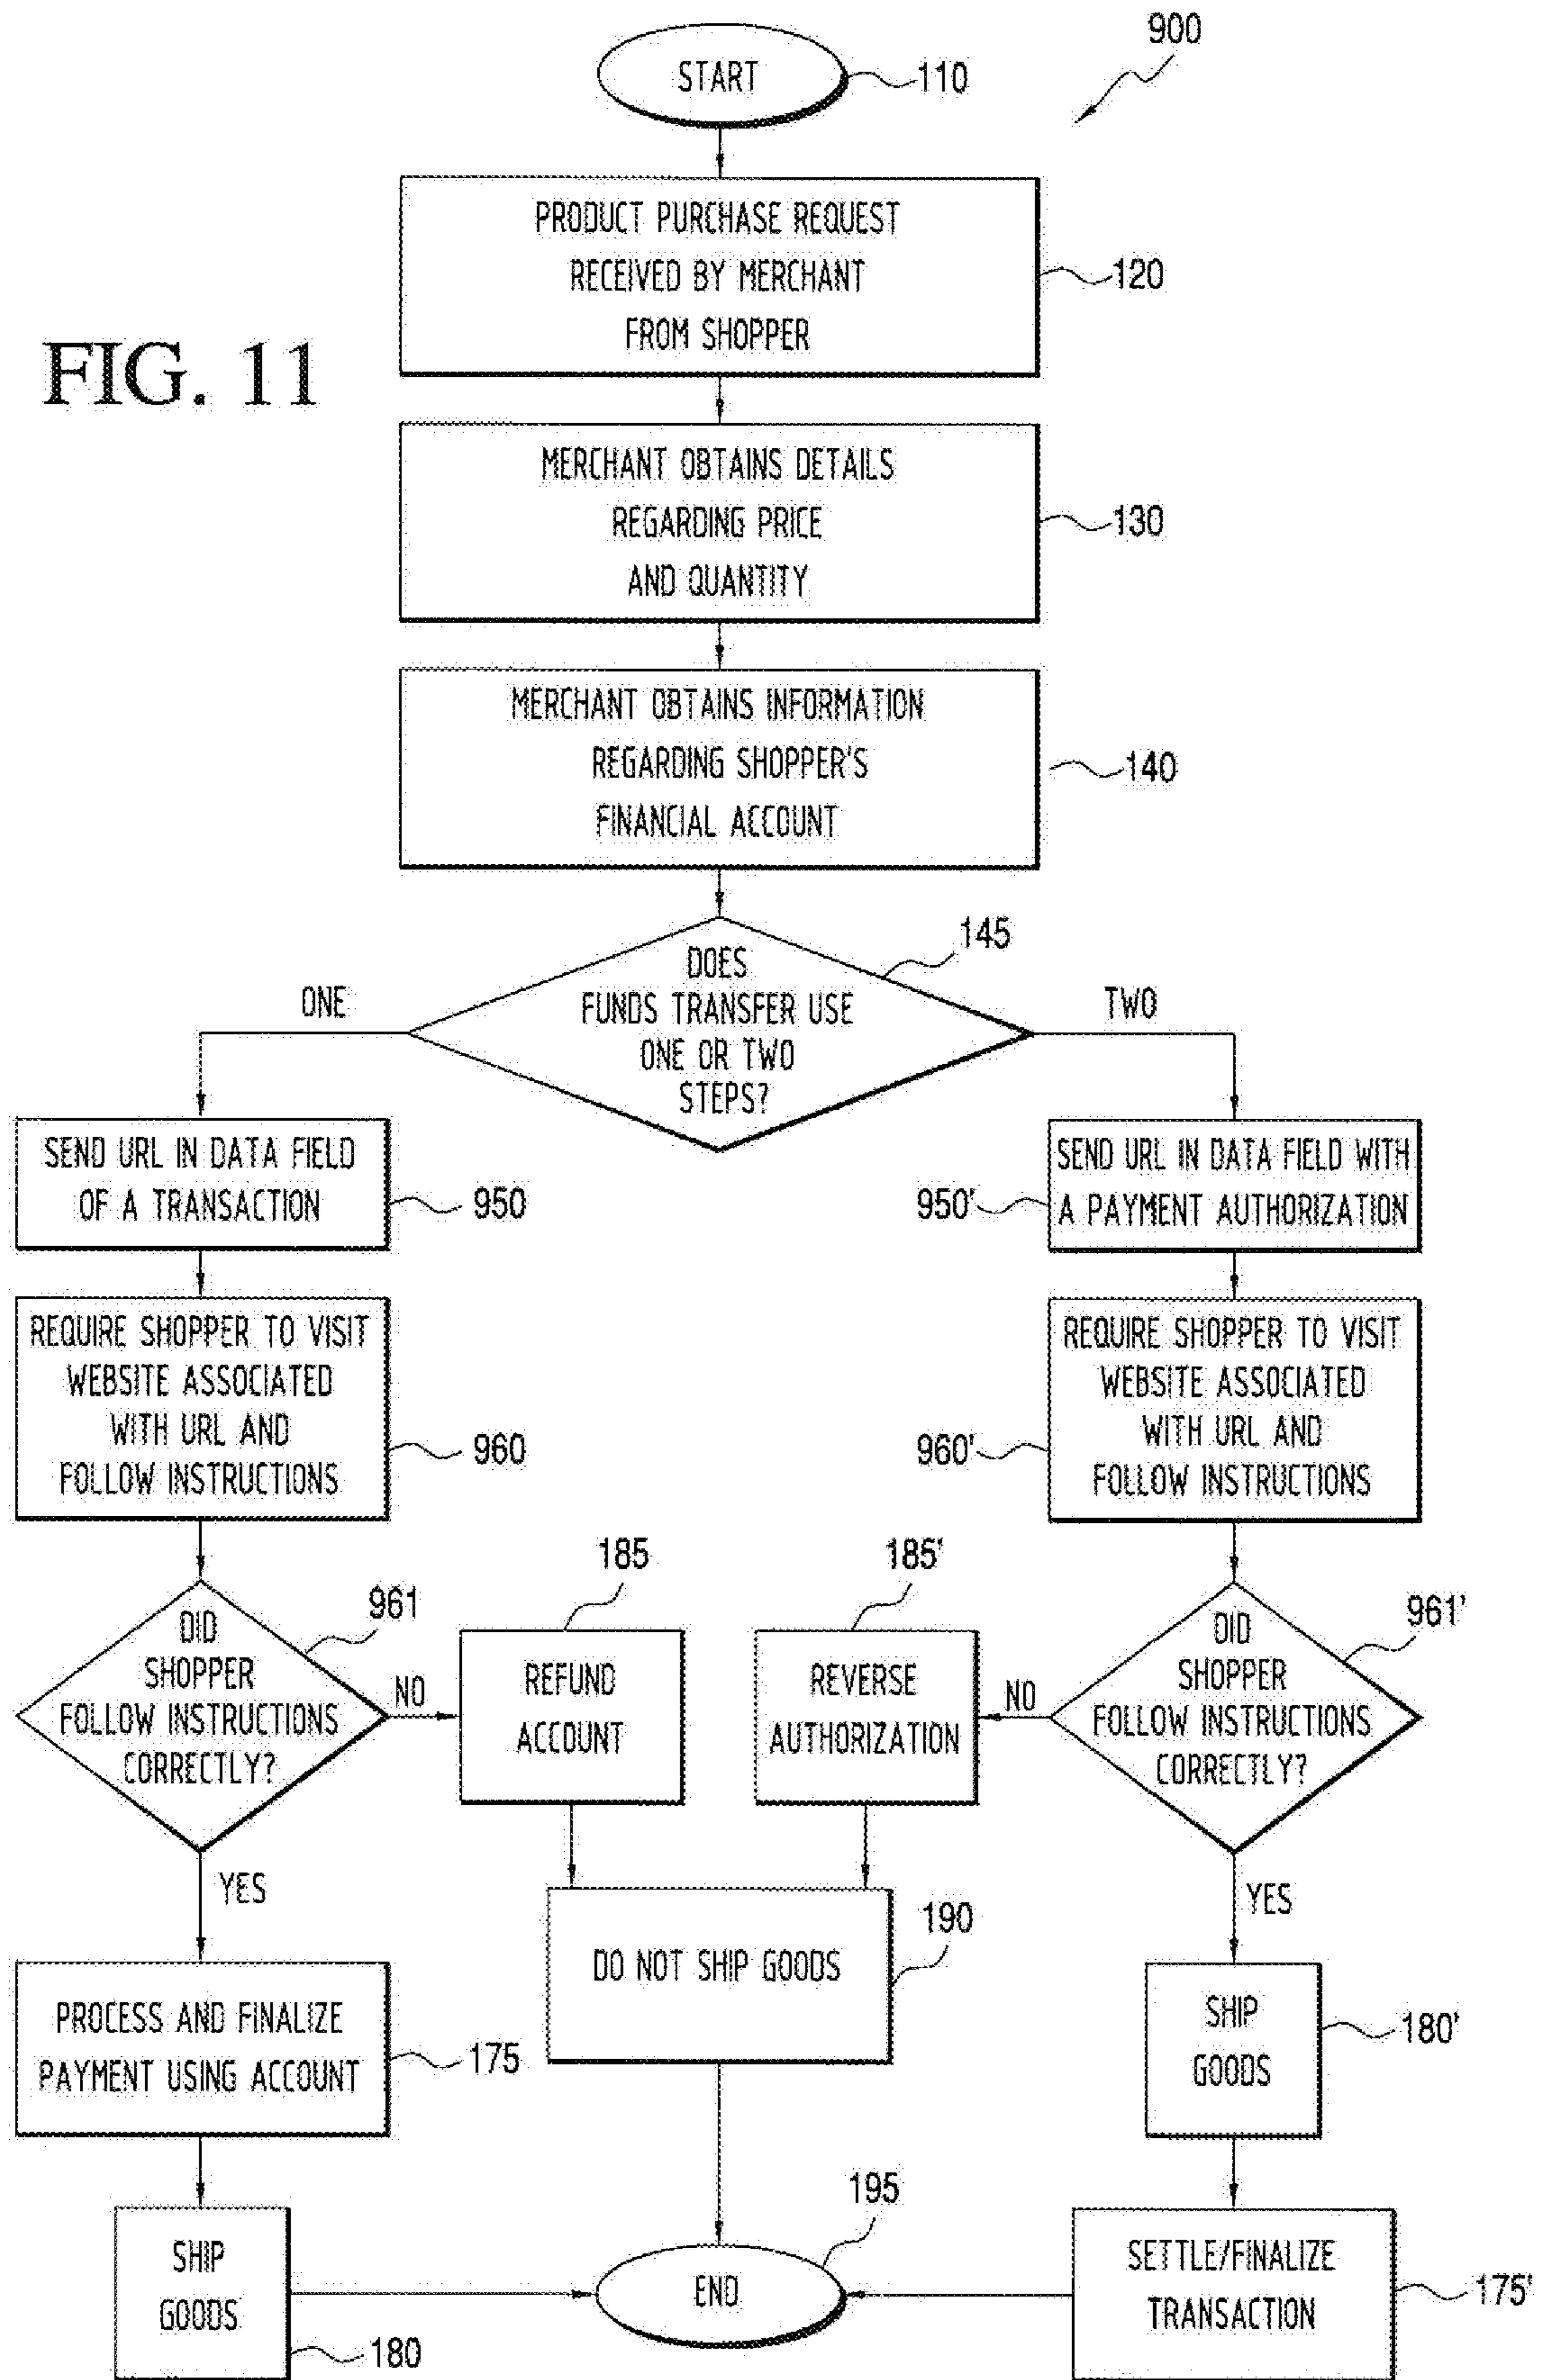 900
START
110
PRODUCT PURCHASE REQUEST
RECEIVED BY MERCHANT
FROM SHOPPER
120
FIG. 11
MERCHANT OBTAINS DETAILS
REGARDING PRICE
AND QUANTITY
130
MERCHANT OBTAINS INFORMATION
REGARDING SHOPPER'S
FINANCIAL ACCOUNT
140
DOES
FUNDS TRANSFER USE
ONE OR TWO
STEPS?
145
ONE
TWO
SEND URL IN DATA FIELD
OF A TRANSACTION
950
SEND URL IN DATA FIELD WITH
A PAYMENT AUTHORIZATION
950'
REQUIRE SHOPPER TO VISIT
WEBSITE ASSOCIATED
WITH URL AND
FOLLOW INSTRUCTIONS
960
REQUIRE SHOPPER TO VISIT
WEBSITE ASSOCIATED
WITH URL AND
FOLLOW INSTRUCTIONS
960'
DID
SHOPPER
FOLLOW INSTRUCTIONS
CORRECTLY?
961
NO
REFUND
ACCOUNT
185
REVERSE
AUTHORIZATION
185'
NO
DID
SHOPPER
FOLLOW INSTRUCTIONS
CORRECTLY?
961'
YES
YES
DO NOT SHIP GOODS
190
PROCESS AND FINALIZE
PAYMENT USING ACCOUNT
175
SHIP
GOODS
180'
SHIP
GOODS
180
END
195
SETTLE/FINALIZE
TRANSACTION
175'